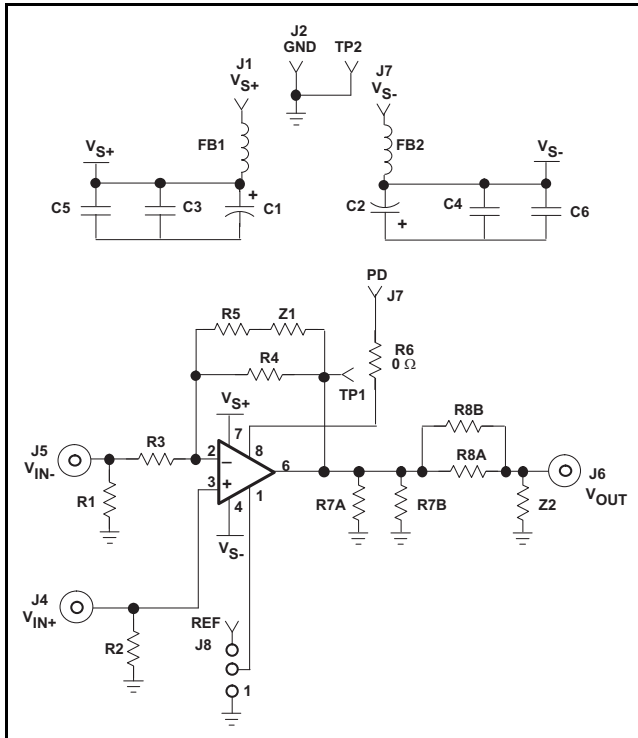 J2
GND
TP2
J1
VS+
J7
VS-
VS+
FB1
FB2
VS-
C5
C3
C1
+
C2
+
C4
C6
PD
J7
R5
Z1
R6
0 Ω
R4
TP1
VS+
7
8
R8B
J5
VIN-
R3
2
−
6
R8A
J6
VOUT
3
+
1
R1
4
R7A
R7B
Z2
VS-
J4
VIN+
REF
J8
R2
1